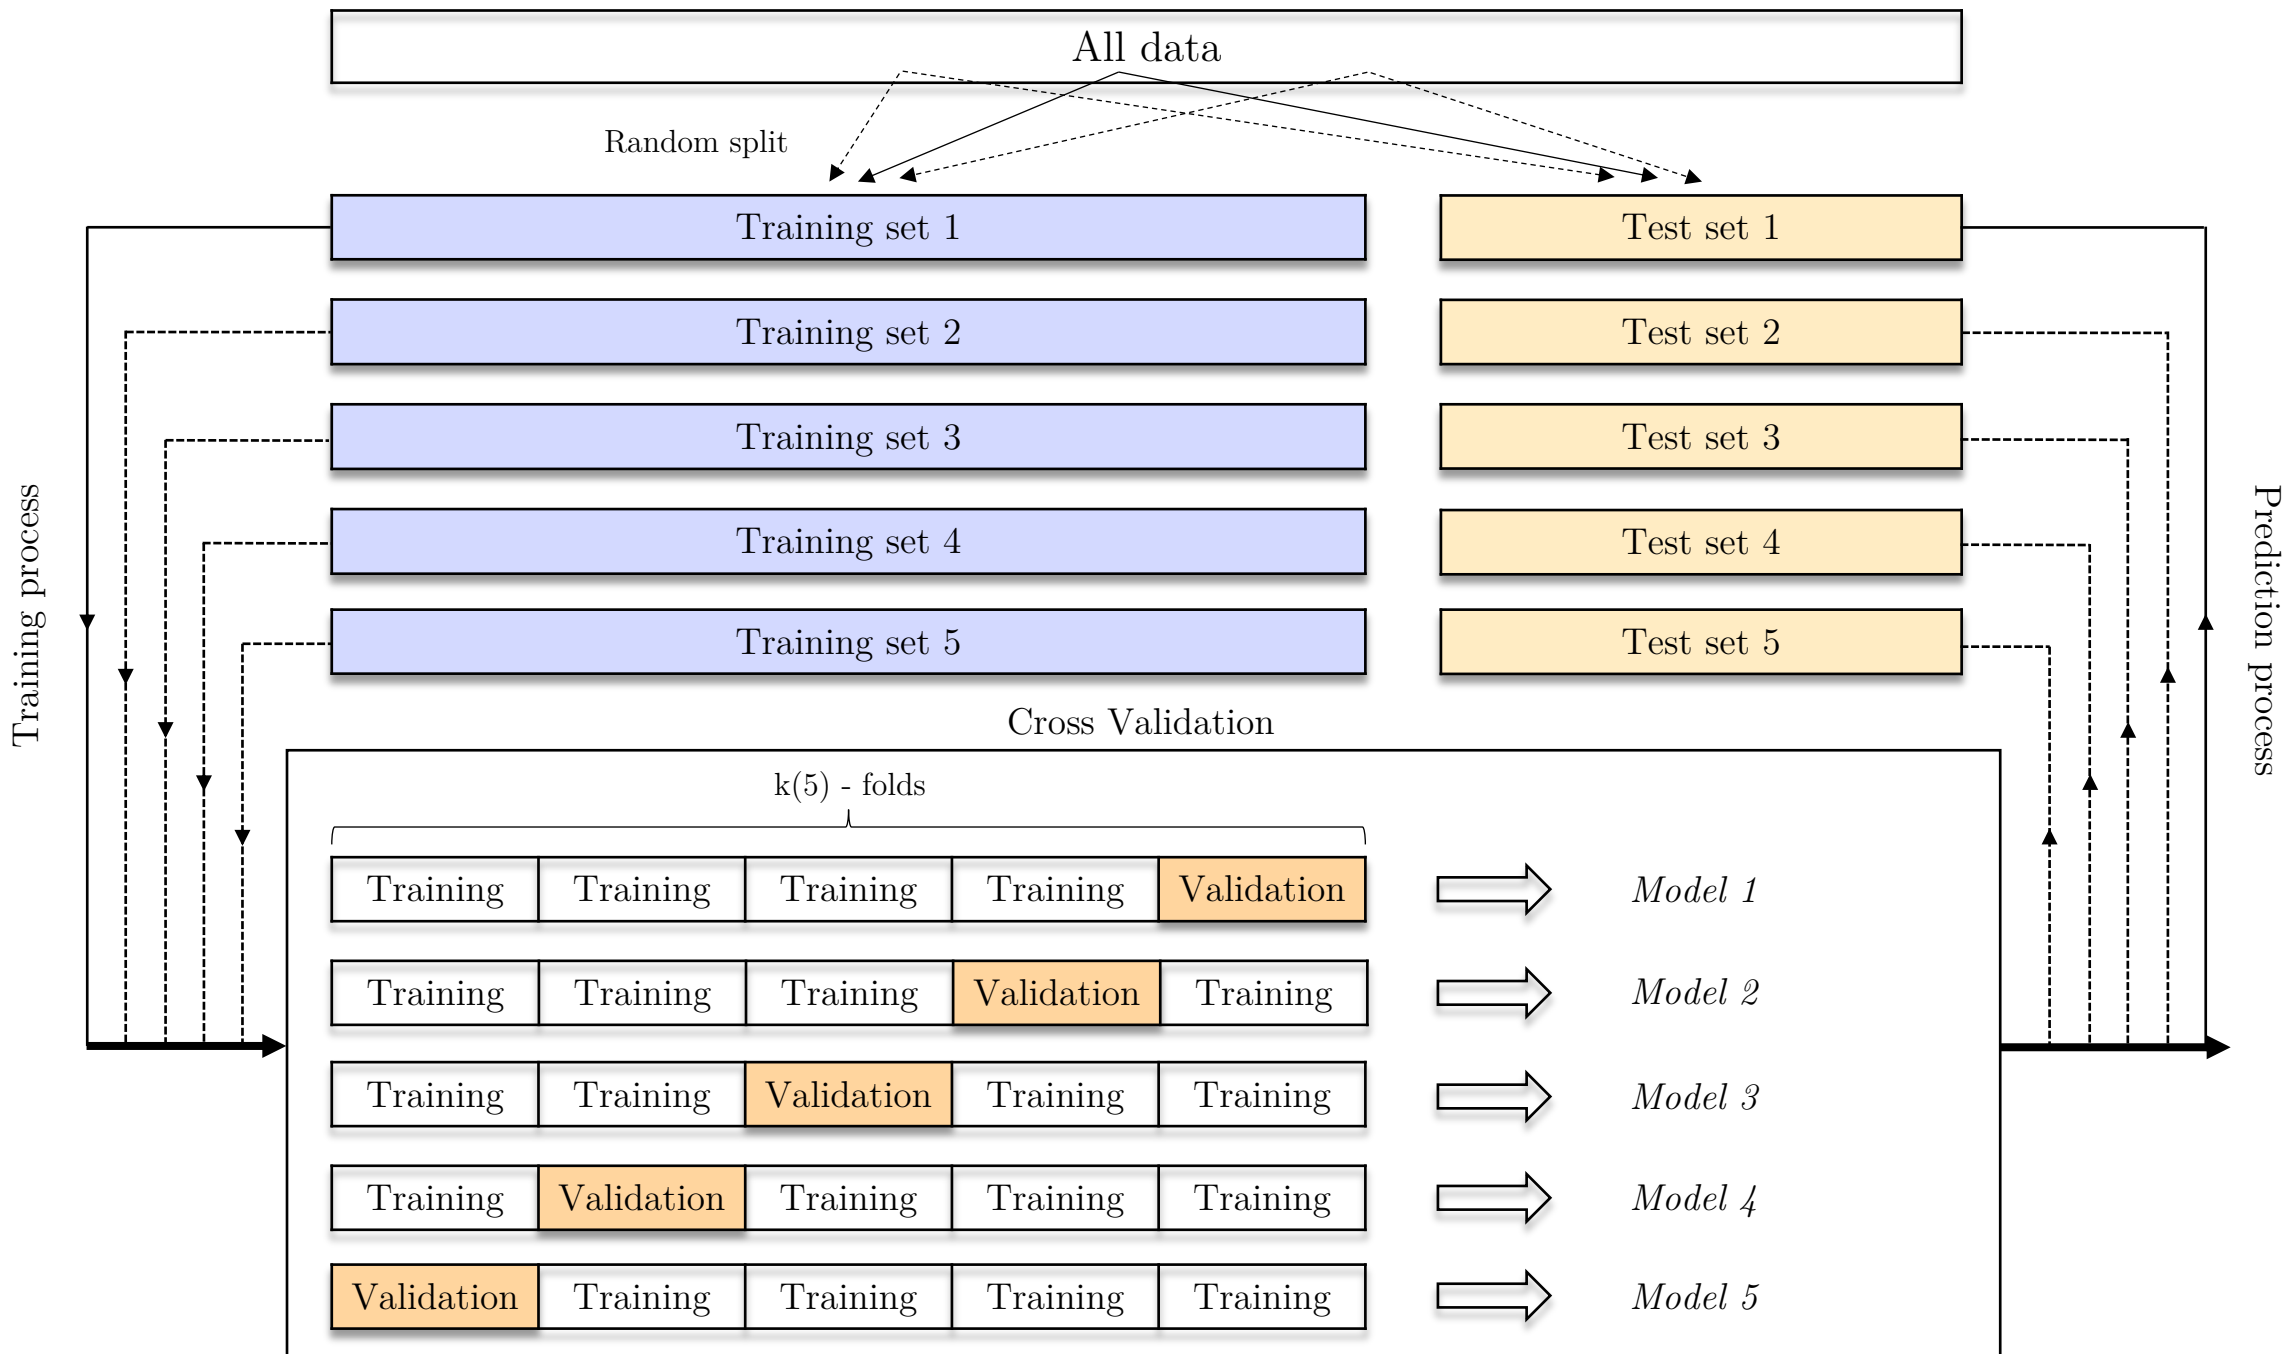 All data
Random split
Training set 1
Test set 1
Training set 2
Test set 2
Training set 3
Test set 3
Training set 4
Test set 4
Training set 5
Test set 5
Training process
Prediction process
Cross Validation
k(5) - folds
Training Training Training Training Validation Model 1
Training Training Training Validation Training Model 2
Training Training Validation Training Training Model 3
Training Validation Training Training Training Model 4
Validation Training Training Training Training Model 5